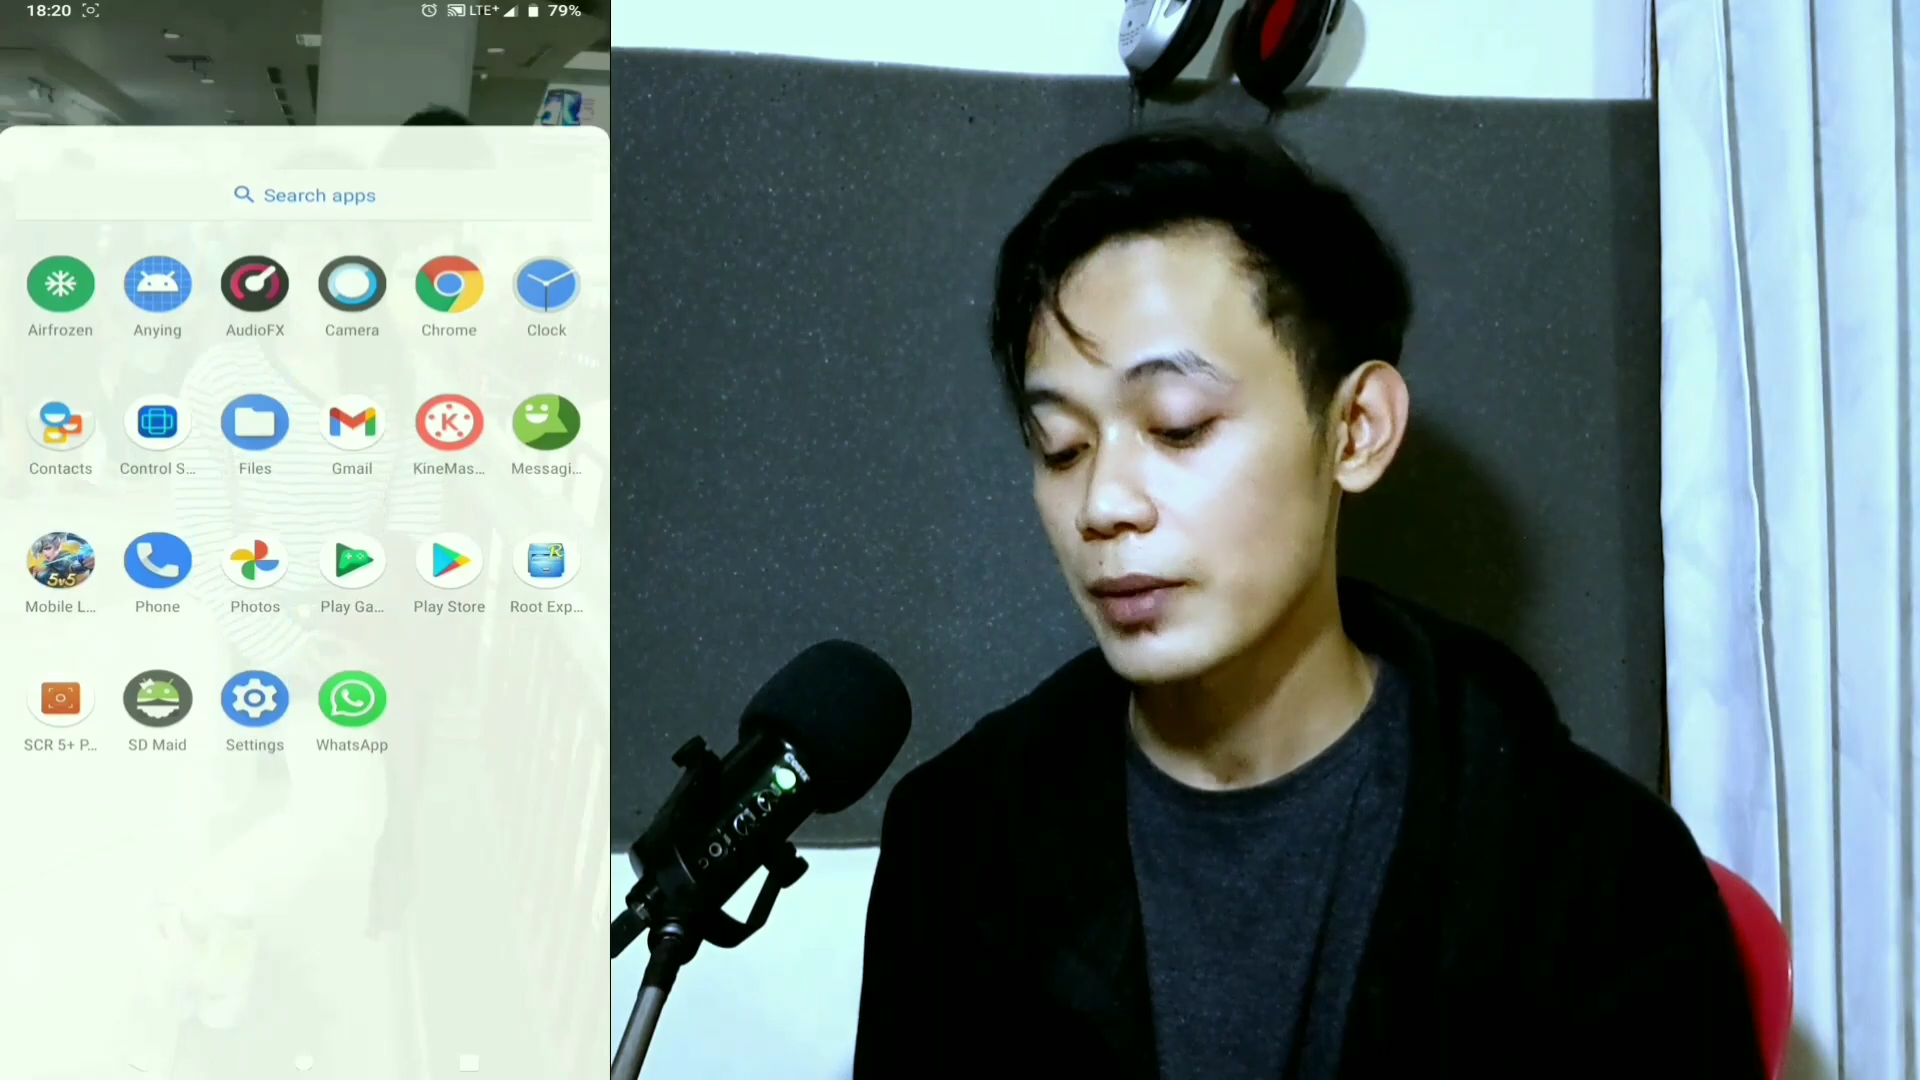 18:20 LTE+ 79%
Search apps
Airfrozen Anying AudioFX Camera Chrome Clock
Contacts Control S... Files Gmail KineMas... Messagi...
5v5
Mobile L... Phone Photos Play Ga... Play Store Root Exp...
SCR 5+ P... SD Maid Settings WhatsApp